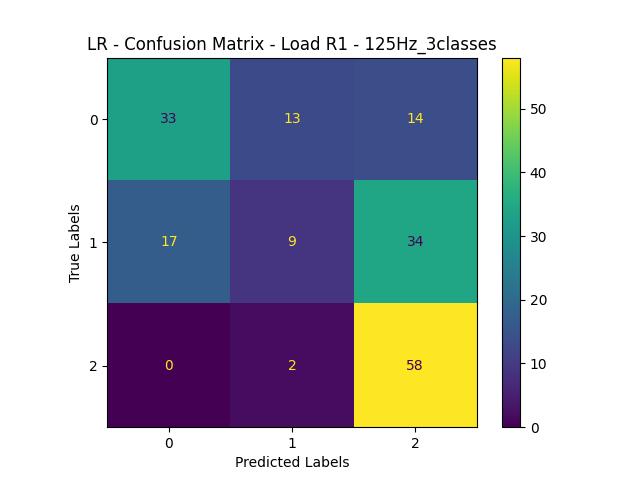 LR - Confusion Matrix - Load R1 - 125Hz_3classes
0 33 13 14
1 17 9 34
2 0 2 58
0 1 2
Predicted Labels
True Labels
50
40
30
20
10
0